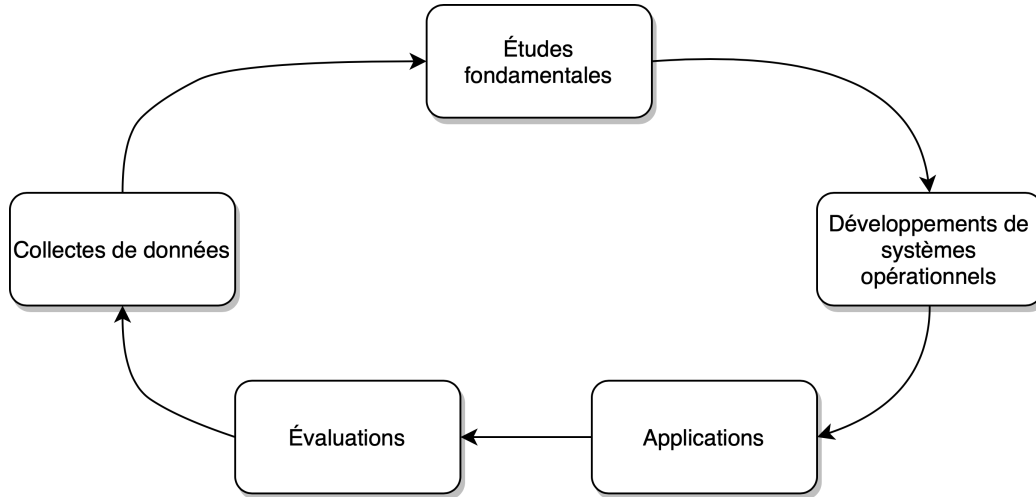 Études
fondamentales
Collectes de données
Développements de
systèmes
opérationnels
Évaluations
Applications